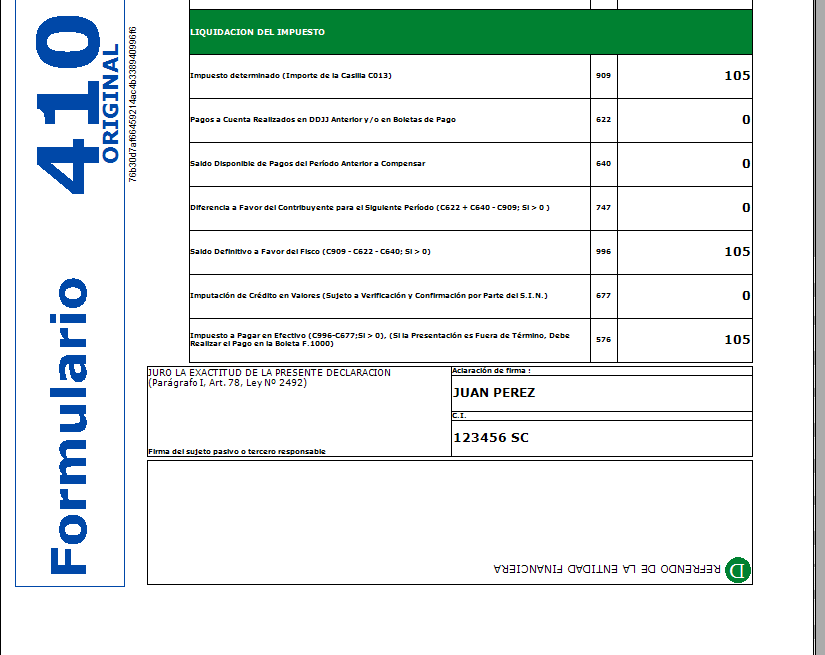 LIQUIDACION DEL IMPUESTO
Impuesto determinado (Importe de la Casilla C013) 909 105
Pagos a Cuenta Realizados en DDJJ Anterior y/o en Boletas de Pago 622 0
Saldo Disponible de Pagos del Período Anterior a Compensar 640 0
Diferencia a Favor del Contribuyente para el Siguiente Período (C622 + C640 - C909; Si > 0 ) 747 0
Saldo Definitivo a Favor del Fisco (C909 - C622 - C640; Si > 0) 996 105
Imputación de Crédito en Valores (Sujeto a Verificación y Confirmación por Parte del S.I.N.) 677 0
Impuesto a Pagar en Efectivo (C996-C677;Si > 0), (Si la Presentación es Fuera de Término, Debe
Realizar el Pago en la Boleta F.1000) 576 105
JURO LA EXACTITUD DE LA PRESENTE DECLARACION
(Parágrafo I, Art. 78, Ley Nº 2492)
Firma del sujeto pasivo o tercero responsable
Aclaración de firma :
JUAN PEREZ
C.I.
123456 SC
D REFRENDO DE LA ENTIDAD FINANCIERA
Formulario 410
ORIGINAL